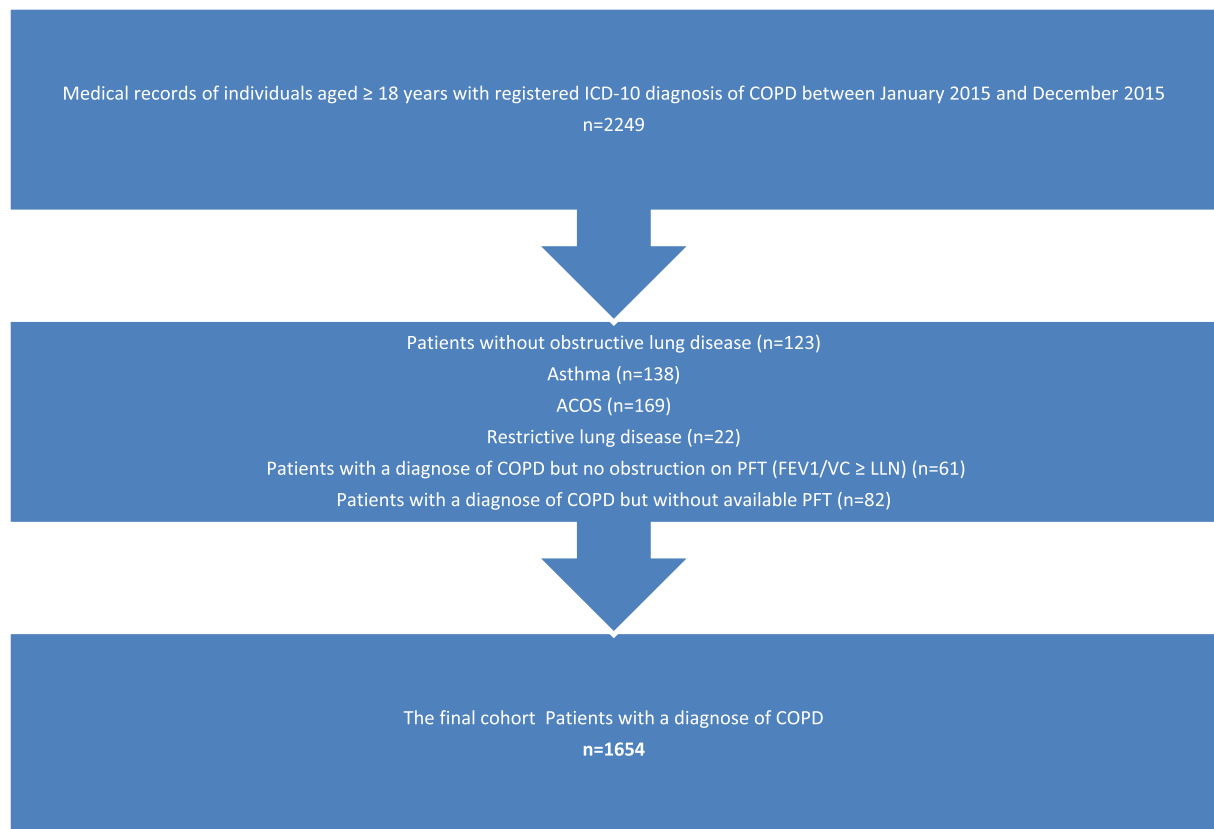 Medical records of individuals aged ≥ 18 years with registered ICD-10 diagnosis of COPD between January 2015 and December 2015
n=2249
Patients without obstructive lung disease (n=123)
Asthma (n=138)
ACOS (n=169)
Restrictive lung disease (n=22)
Patients with a diagnose of COPD but no obstruction on PFT (FEV1/VC ≥ LLN) (n=61)
Patients with a diagnose of COPD but without available PFT (n=82)
The final cohort  Patients with a diagnose of COPD
n=1654